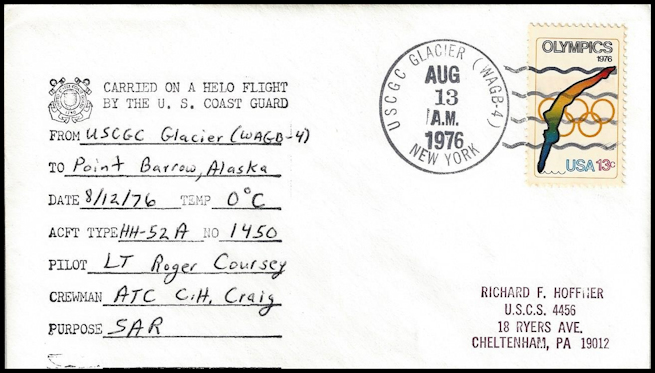 CARRIED ON A HELO FLIGHT
BY THE U. S. COAST GUARD
FROM USCGC Glacier (WAGB-4)
TO Point Barrow, Alaska
DATE 8/12/76 TEMP 0°C
ACFT TYPE HH-52A NO 1450
PILOT LT Roger Coursey
CREWMAN ATC C.H. Craig
PURPOSE SAR
USCGC GLACIER (WAGB-4)
AUG
13
A.M.
1976
NEW YORK
OLYMPICS
1976
USA 13c
RICHARD F. HOFFNER
U.S.C.S. 4456
18 RYERS AVE.
CHELTENHAM, PA 19012